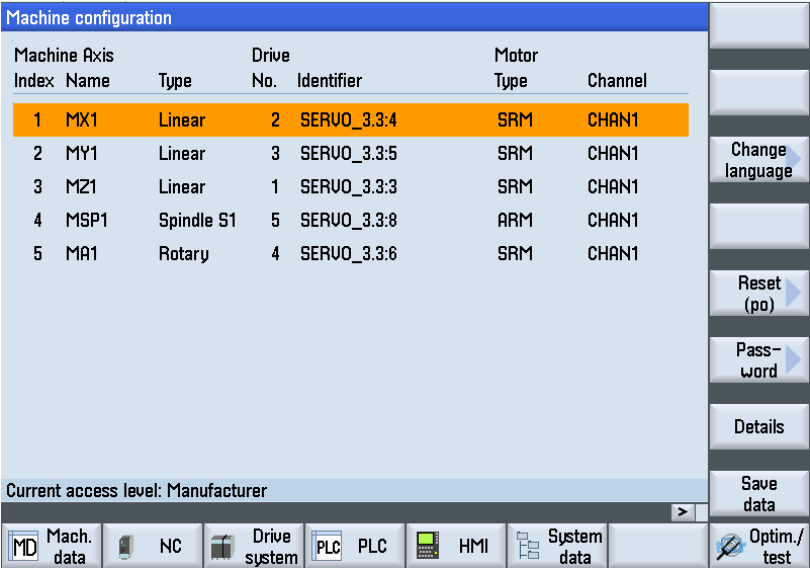 Machine configuration
Machine Axis Drive Motor
Index Name Type No. Identifier Type Channel
1 MX1 Linear 2 SERVO_3.3:4 SRM CHAN1
2 MY1 Linear 3 SERVO_3.3:5 SRM CHAN1
3 MZ1 Linear 1 SERVO_3.3:3 SRM CHAN1
4 MSP1 Spindle S1 5 SERVO_3.3:8 ARM CHAN1
5 MA1 Rotary 4 SERVO_3.3:6 SRM CHAN1
Current access level: Manufacturer
>
Change
language
Reset
(po)
Pass-
word
Details
Save
data
MD Mach.
data
NC
Drive
system
PLC PLC
HMI
System
data
Optim./
test